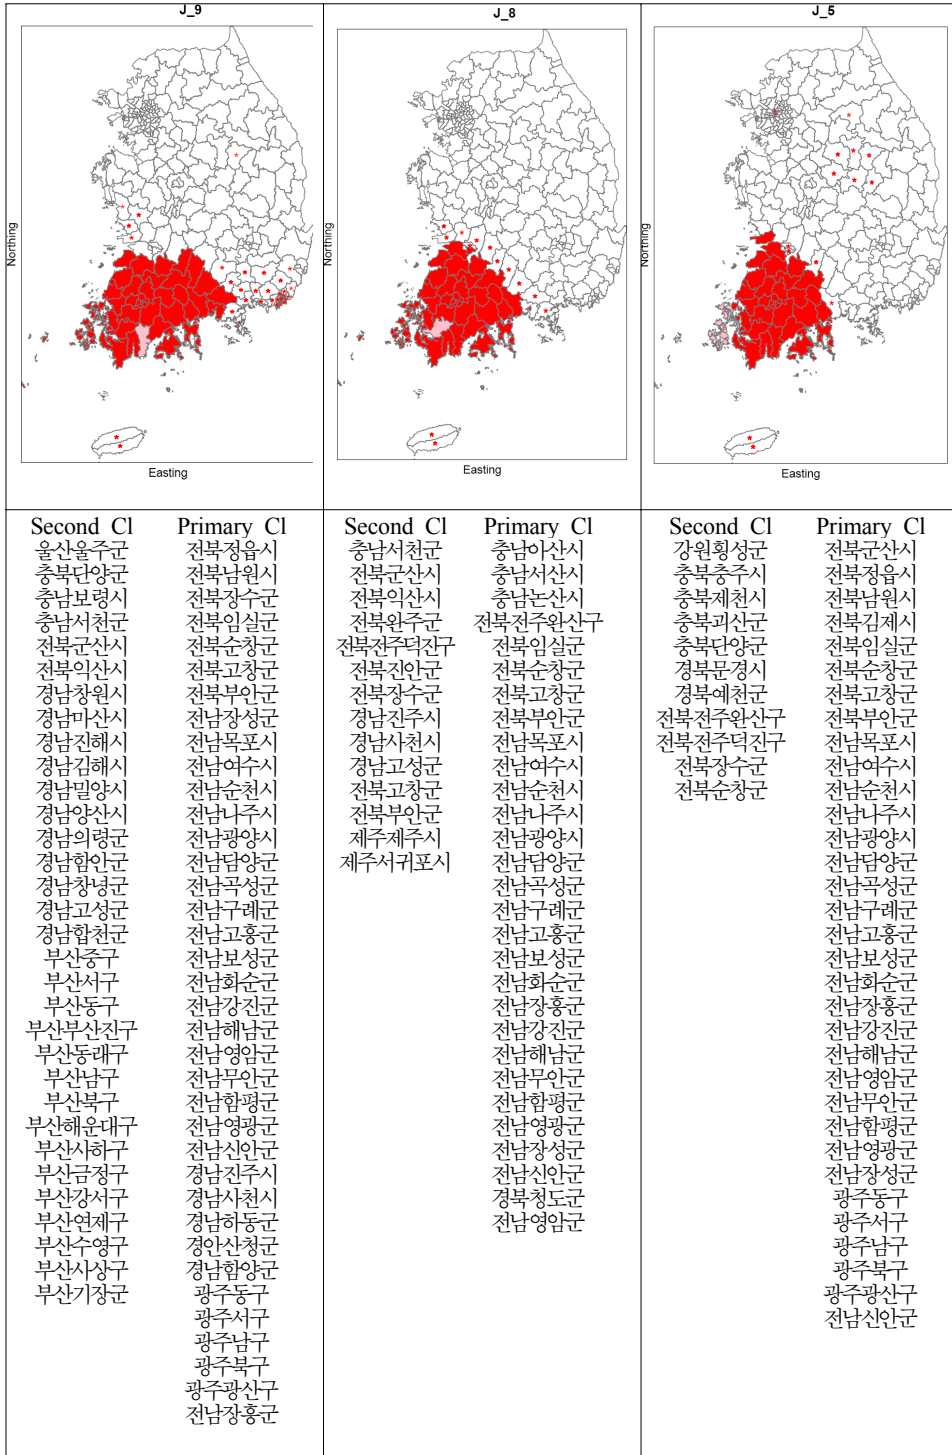 J_9
Northing
Easting
J_8
Northing
Easting
J_5
Northing
Easting
Second Cl Primary Cl
울산울주군 전북정읍시
충북단양군 전북남원시
충남보령시 전북장수군
충남서천군 전북임실군
전북군산시 전북순창군
전북익산시 전북고창군
경남창원시 전북부안군
경남마산시 전남장성군
경남진해시 전남목포시
경남김해시 전남여수시
경남밀양시 전남순천시
경남양산시 전남나주시
경남의령군 전남광양시
경남함안군 전남담양군
경남창녕군 전남곡성군
경남고성군 전남구례군
경남합천군 전남고흥군
부산중구 전남보성군
부산서구 전남화순군
부산동구 전남강진군
부산부산진구 전남해남군
부산동래구 전남영암군
부산남구 전남무안군
부산북구 전남함평군
부산해운대구 전남영광군
부산사하구 전남신안군
부산금정구 경남진주시
부산강서구 경남사천시
부산연제구 경남하동군
부산수영구 경안산청군
부산사상구 경남함양군
부산기장군 광주동구
광주서구
광주남구
광주북구
광주광산구
전남장흥군
Second Cl Primary Cl
충남서천군 충남아산시
전북군산시 충남서산시
전북익산시 충남논산시
전북완주군 전북전주완산구
전북전주덕진구 전북임실군
전북진안군 전북순창군
전북장수군 전북고창군
경남진주시 전북부안군
경남사천시 전남목포시
경남고성군 전남여수시
전북고창군 전남순천시
전북부안군 전남나주시
제주제주시 전남광양시
제주서귀포시 전남담양군
전남곡성군
전남구례군
전남고흥군
전남보성군
전남화순군
전남장흥군
전남강진군
전남해남군
전남무안군
전남함평군
전남영광군
전남장성군
전남신안군
경북청도군
전남영암군
Second Cl Primary Cl
강원횡성군 전북군산시
충북충주시 전북정읍시
충북제천시 전북남원시
충북괴산군 전북김제시
충북단양군 전북임실군
경북문경시 전북순창군
경북예천군 전북고창군
전북전주완산구 전북부안군
전북전주덕진구 전남목포시
전북장수군 전남여수시
전북순창군 전남순천시
전남나주시
전남광양시
전남담양군
전남곡성군
전남구례군
전남고흥군
전남보성군
전남화순군
전남장흥군
전남강진군
전남해남군
전남영암군
전남무안군
전남함평군
전남영광군
전남장성군
광주동구
광주서구
광주남구
광주북구
광주광산구
전남신안군